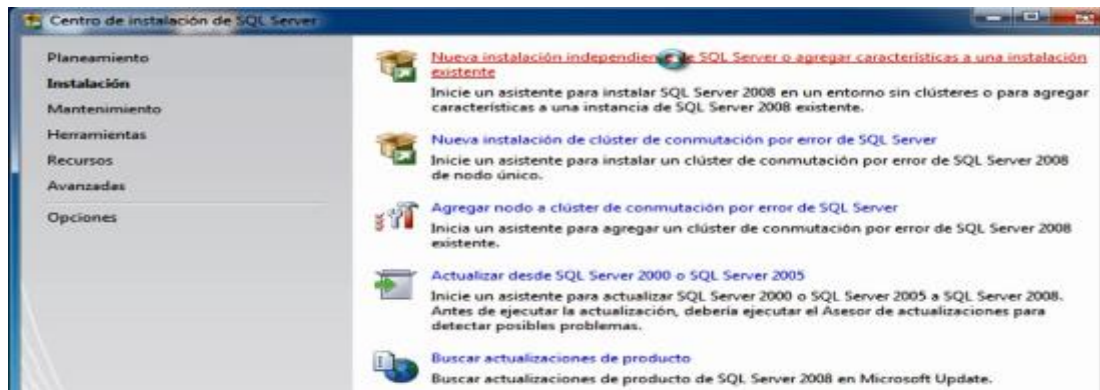 Centro de instalación de SQL Server
Planeamiento
Instalación
Mantenimiento
Herramientas
Recursos
Avanzadas
Opciones
Nueva instalación independiente de SQL Server o agregar características a una instalación
existente
Inicie un asistente para instalar SQL Server 2008 en un entorno sin clústeres o para agregar
características a una instancia de SQL Server 2008 existente.
Nueva instalación de clúster de conmutación por error de SQL Server
Inicie un asistente para instalar un clúster de conmutación por error de SQL Server 2008
de nodo único.
Agregar nodo a clúster de conmutación por error de SQL Server
Inicia un asistente para agregar un clúster de conmutación por error de SQL Server 2008
existente.
Actualizar desde SQL Server 2000 o SQL Server 2005
Inicie un asistente para actualizar SQL Server 2000 o SQL Server 2005 a SQL Server 2008.
Antes de ejecutar la actualización, debería ejecutar el Asesor de actualizaciones para
detectar posibles problemas.
Buscar actualizaciones de producto
Buscar actualizaciones de producto de SQL Server 2008 en Microsoft Update.